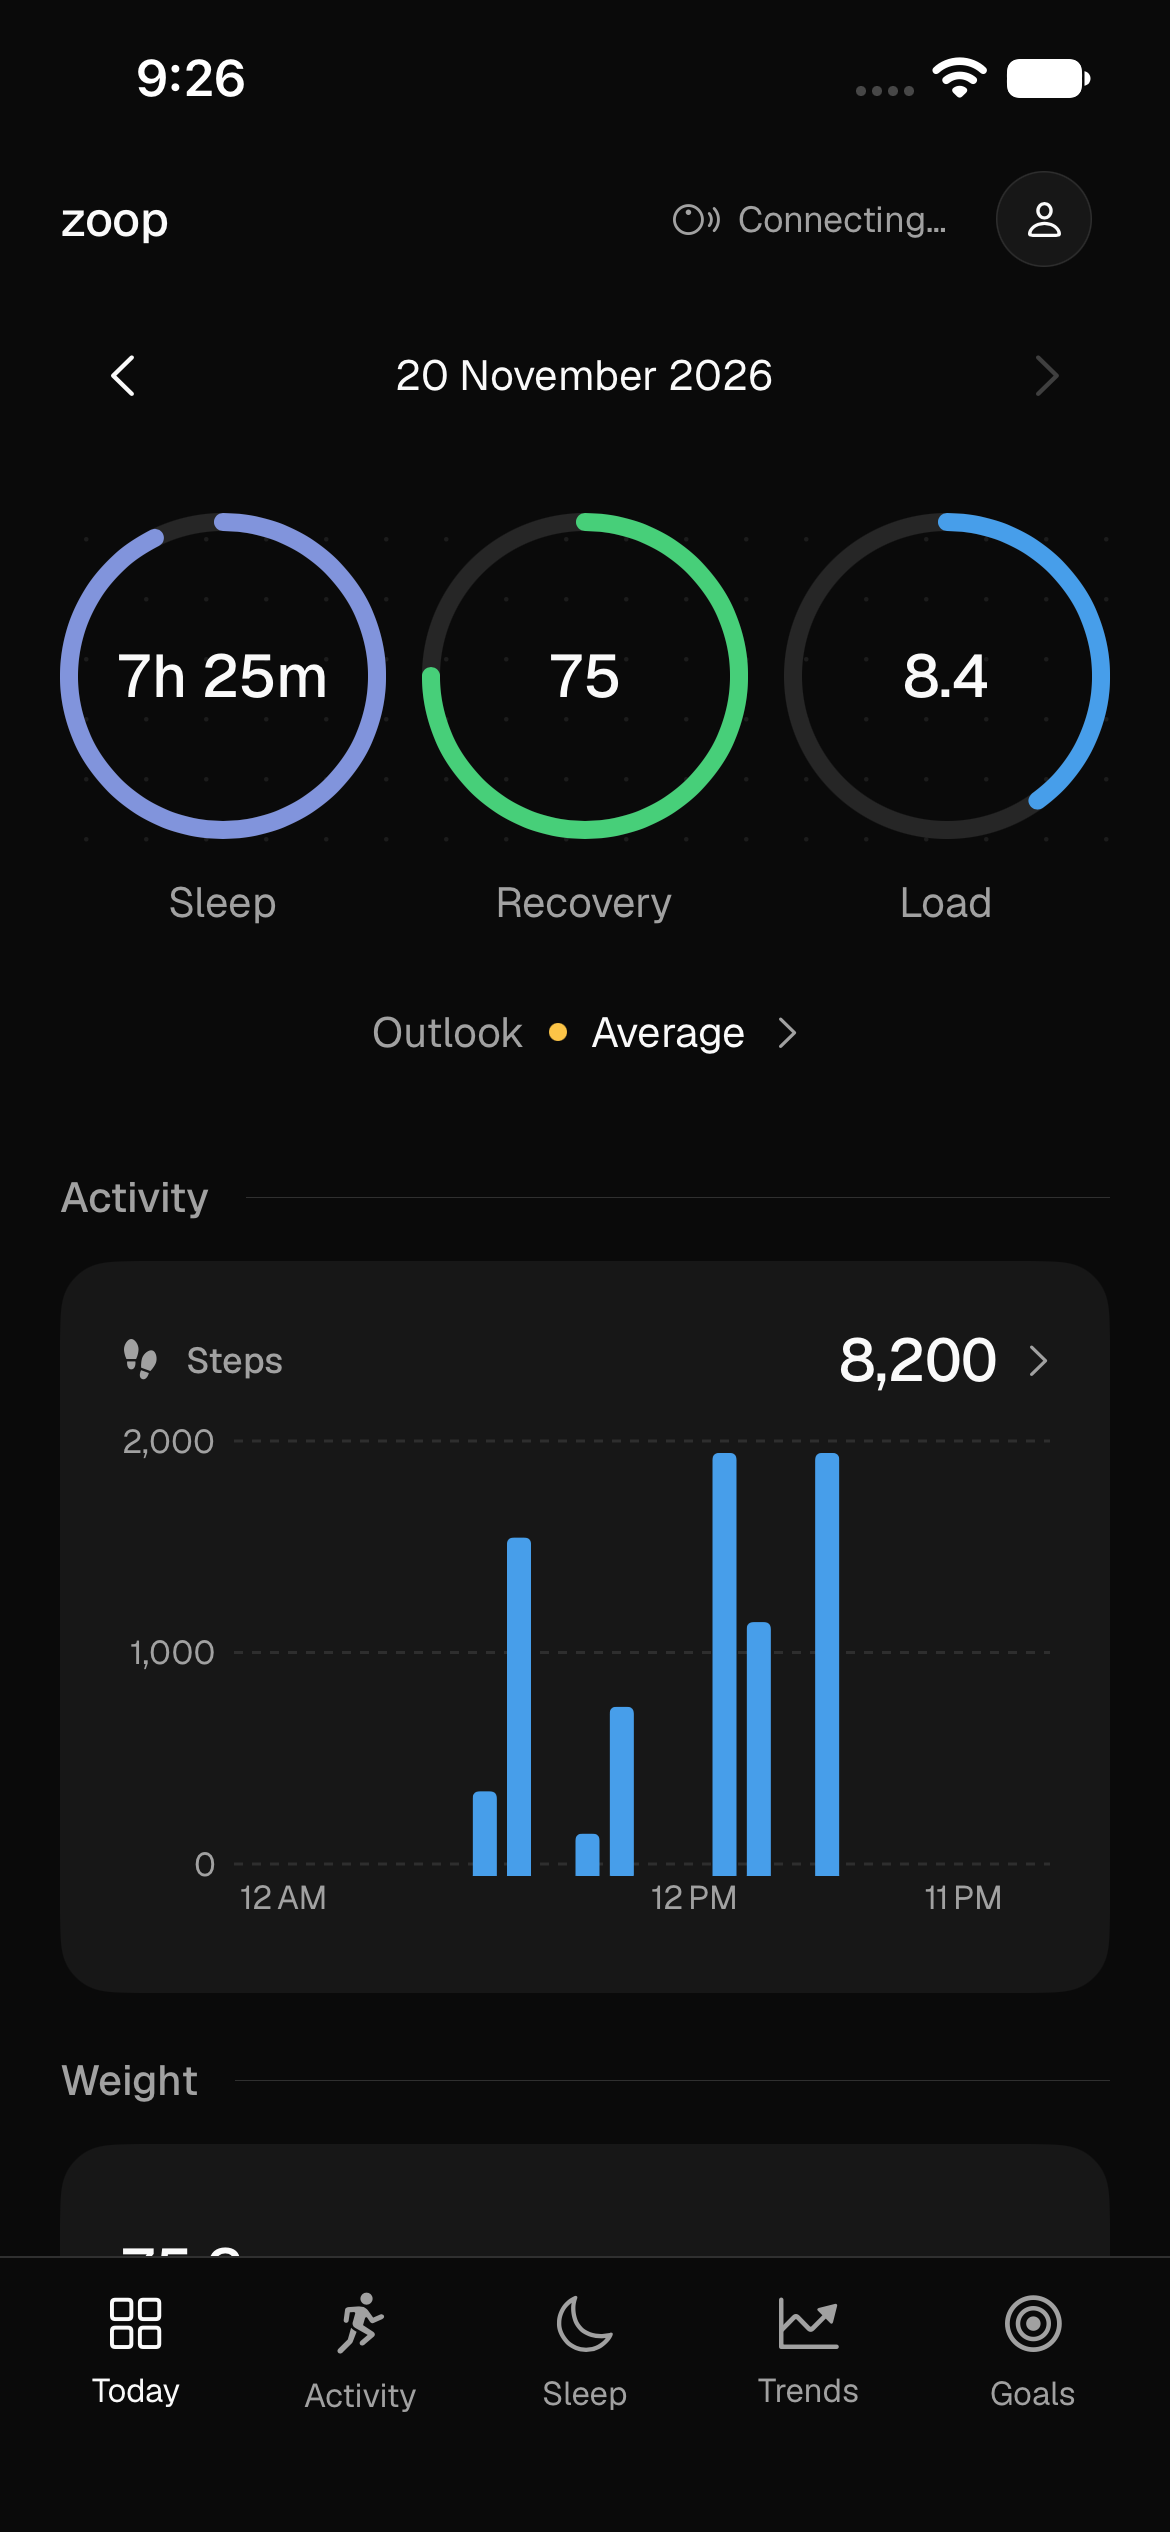 9:26
zoop
Connecting...
20 November 2026
7h 25m
75
8.4
Sleep
Recovery
Load
Outlook • Average
Activity
Steps
8,200
2,000
1,000
0
12 AM
12 PM
11 PM
Weight
Today
Activity
Sleep
Trends
Goals